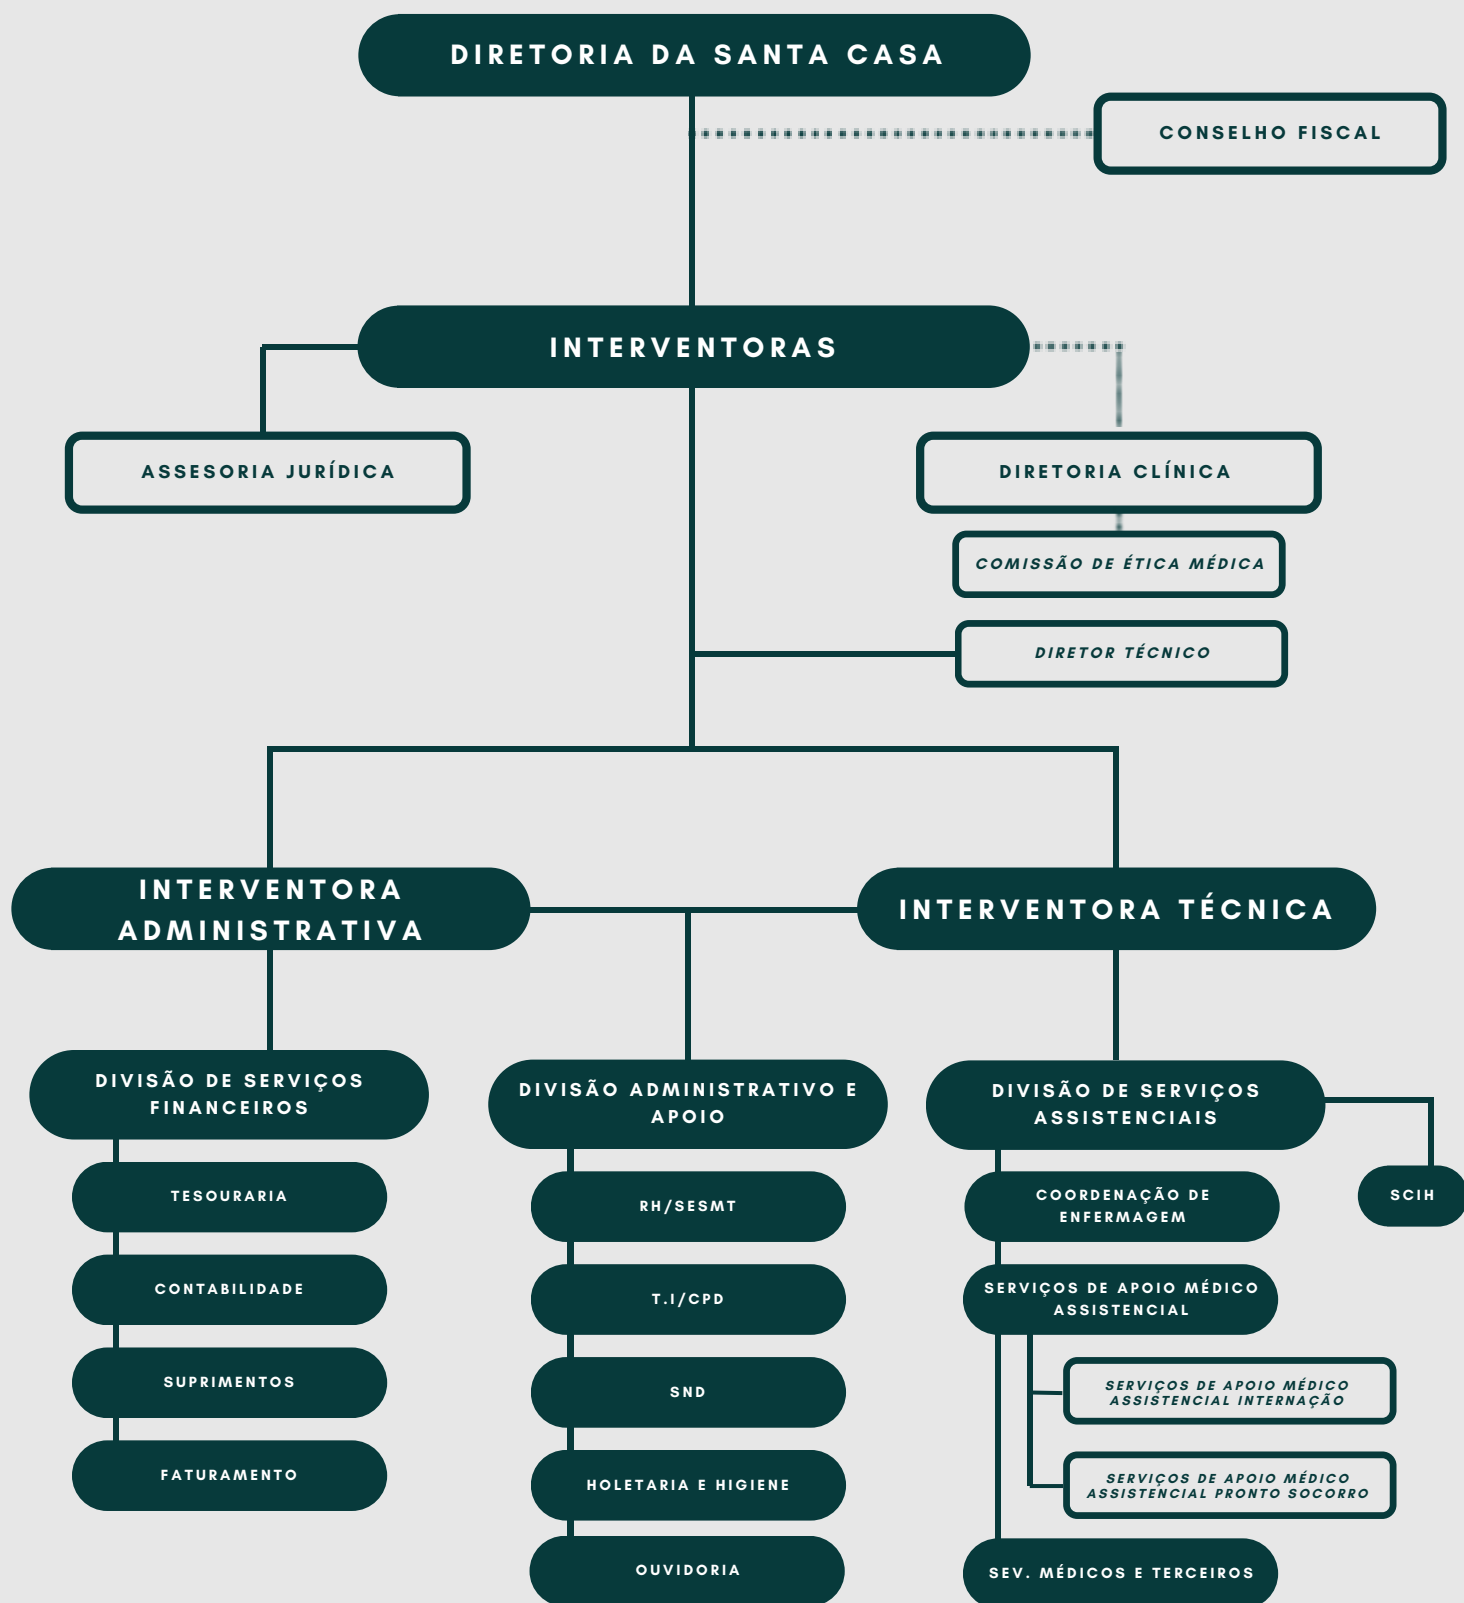 DIRETORIA DA SANTA CASA
CONSELHO FISCAL
INTERVENTORAS
ASSESORIA JURÍDICA
DIRETORIA CLÍNICA
COMISSÃO DE ÉTICA MÉDICA
DIRETOR TÉCNICO
INTERVENTORA
ADMINISTRATIVA
INTERVENTORA TÉCNICA
DIVISÃO DE SERVIÇOS
FINANCEIROS
TESOURARIA
CONTABILIDADE
SUPRIMENTOS
FATURAMENTO
DIVISÃO ADMINISTRATIVO E
APOIO
RH/SESMT
T.I/CPD
SND
HOLETARIA E HIGIENE
OUVIDORIA
DIVISÃO DE SERVIÇOS
ASSISTENCIAIS
SCIH
COORDENAÇÃO DE
ENFERMAGEM
SERVIÇOS DE APOIO MÉDICO
ASSISTENCIAL
SERVIÇOS DE APOIO MÉDICO
ASSISTENCIAL INTERNAÇÃO
SERVIÇOS DE APOIO MÉDICO
ASSISTENCIAL PRONTO SOCORRO
SEV. MÉDICOS E TERCEIROS